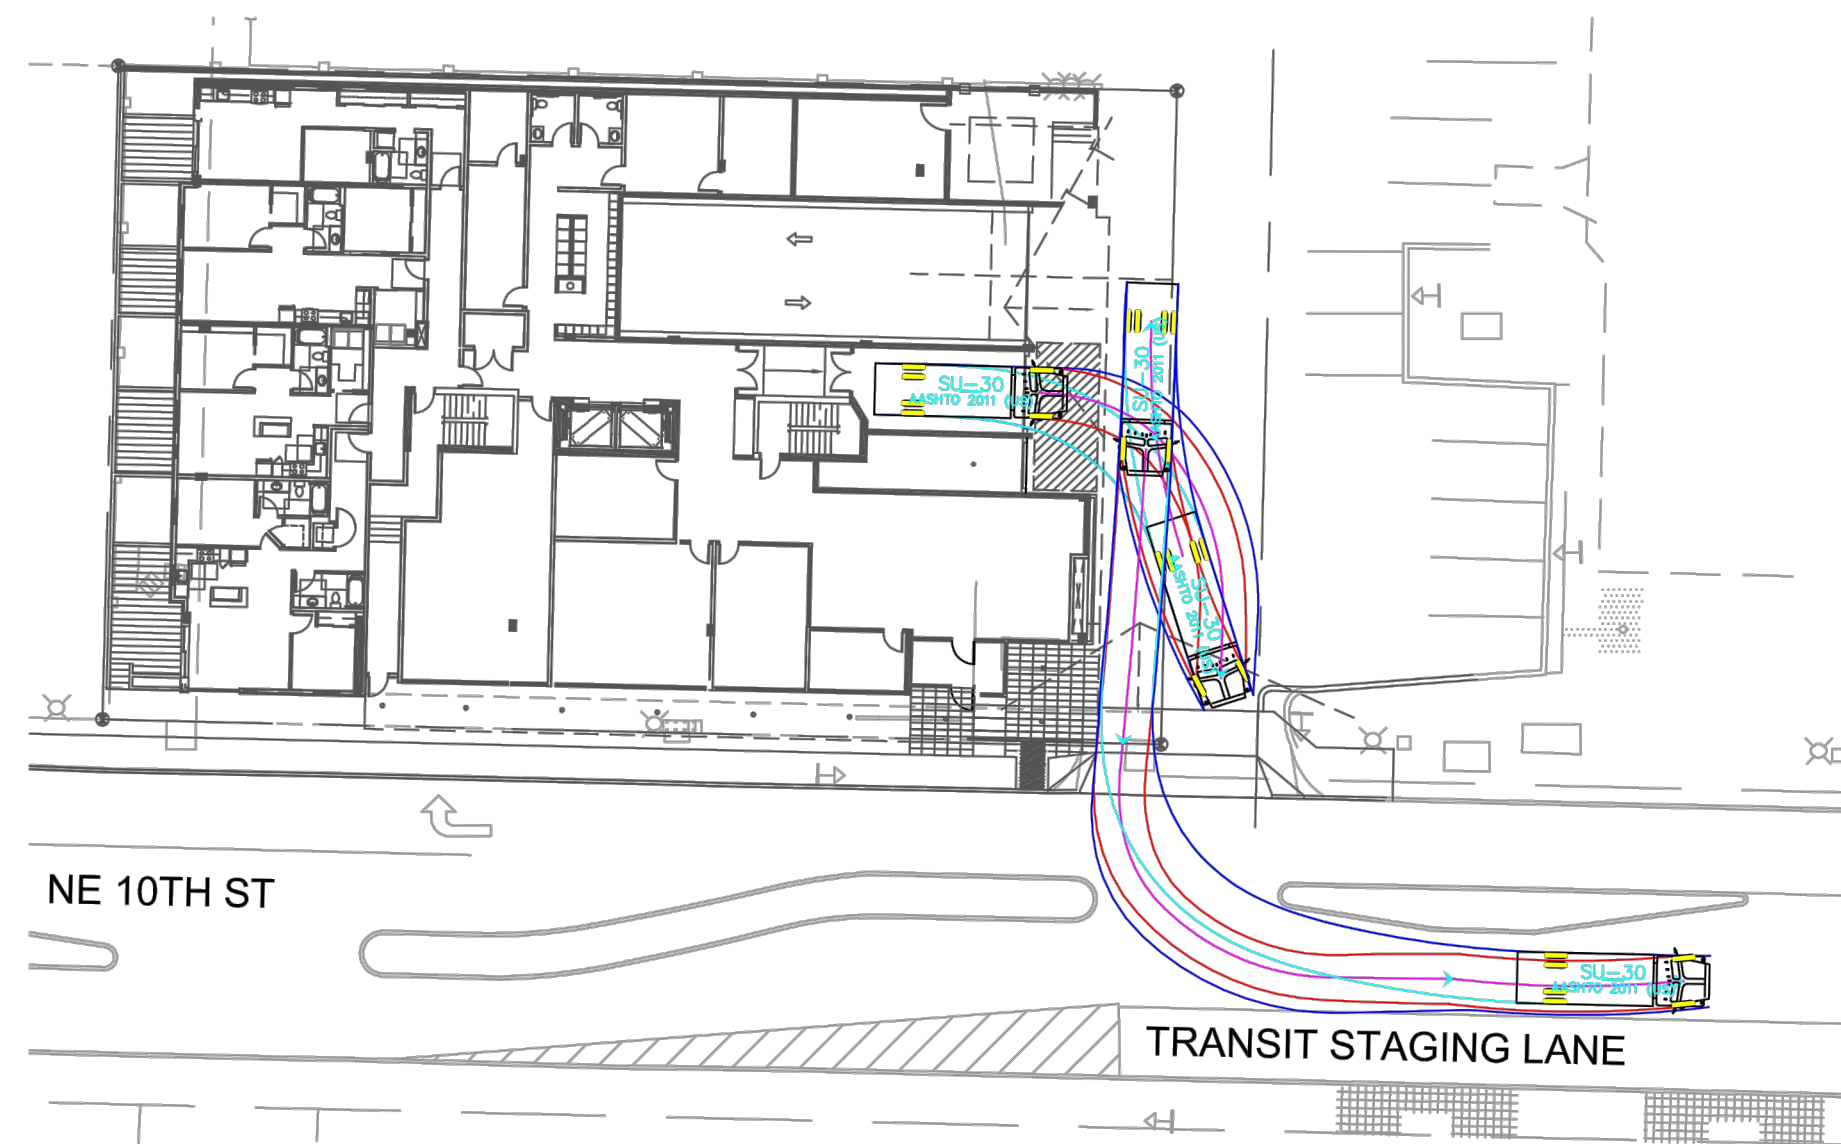 SU-30
AASHTO 2011 (US)
SU-30
AASHTO 2011 (US)
SU-30
AASHTO 2011 (US)
NE 10TH ST
SU-30
AASHTO 2011 (US)
TRANSIT STAGING LANE